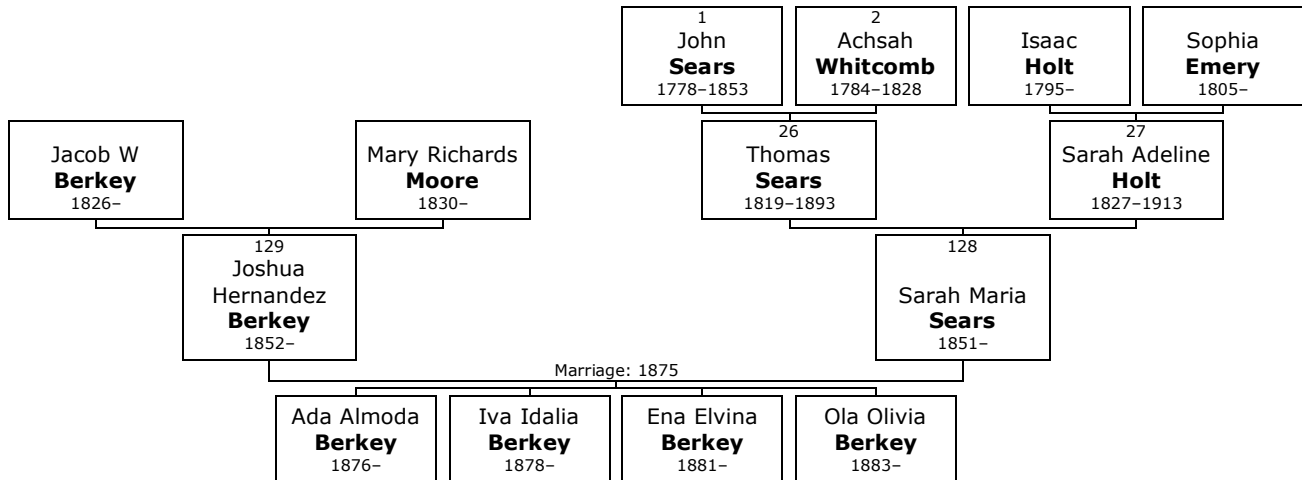 1
John
Sears
1778–1853
2
Achsah
Whitcomb
1784–1828
Isaac
Holt
1795–
Sophia
Emery
1805–
Jacob W
Berkey
1826–
Mary Richards
Moore
1830–
26
Thomas
Sears
1819–1893
27
Sarah Adeline
Holt
1827–1913
129
Joshua
Hernandez
Berkey
1852–
128
Sarah Maria
Sears
1851–
Marriage: 1875
Ada Almoda
Berkey
1876–
Iva Idalia
Berkey
1878–
Ena Elvina
Berkey
1881–
Ola Olivia
Berkey
1883–